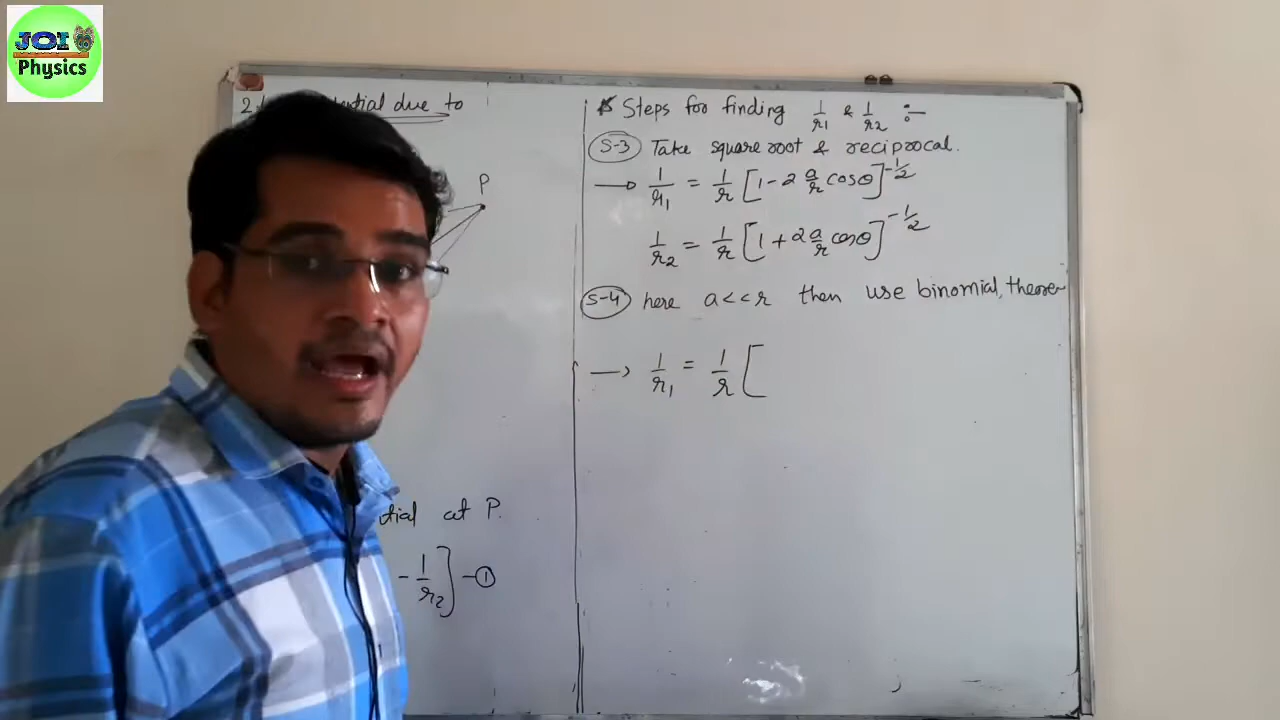 JOI
Physics
2. potential due to
P
tial at P.
- 1/r₂] -①
* Steps for finding 1/r₁ & 1/r₂ :-
S-3 Take square root & reciprocal.
→ 1/r₁ = 1/r [1 - 2 a/r cosθ]^-1/2
1/r₂ = 1/r [1 + 2 a/r cosθ]^-1/2
S-4 here a<<r then use binomial, theorem
→ 1/r₁ = 1/r [